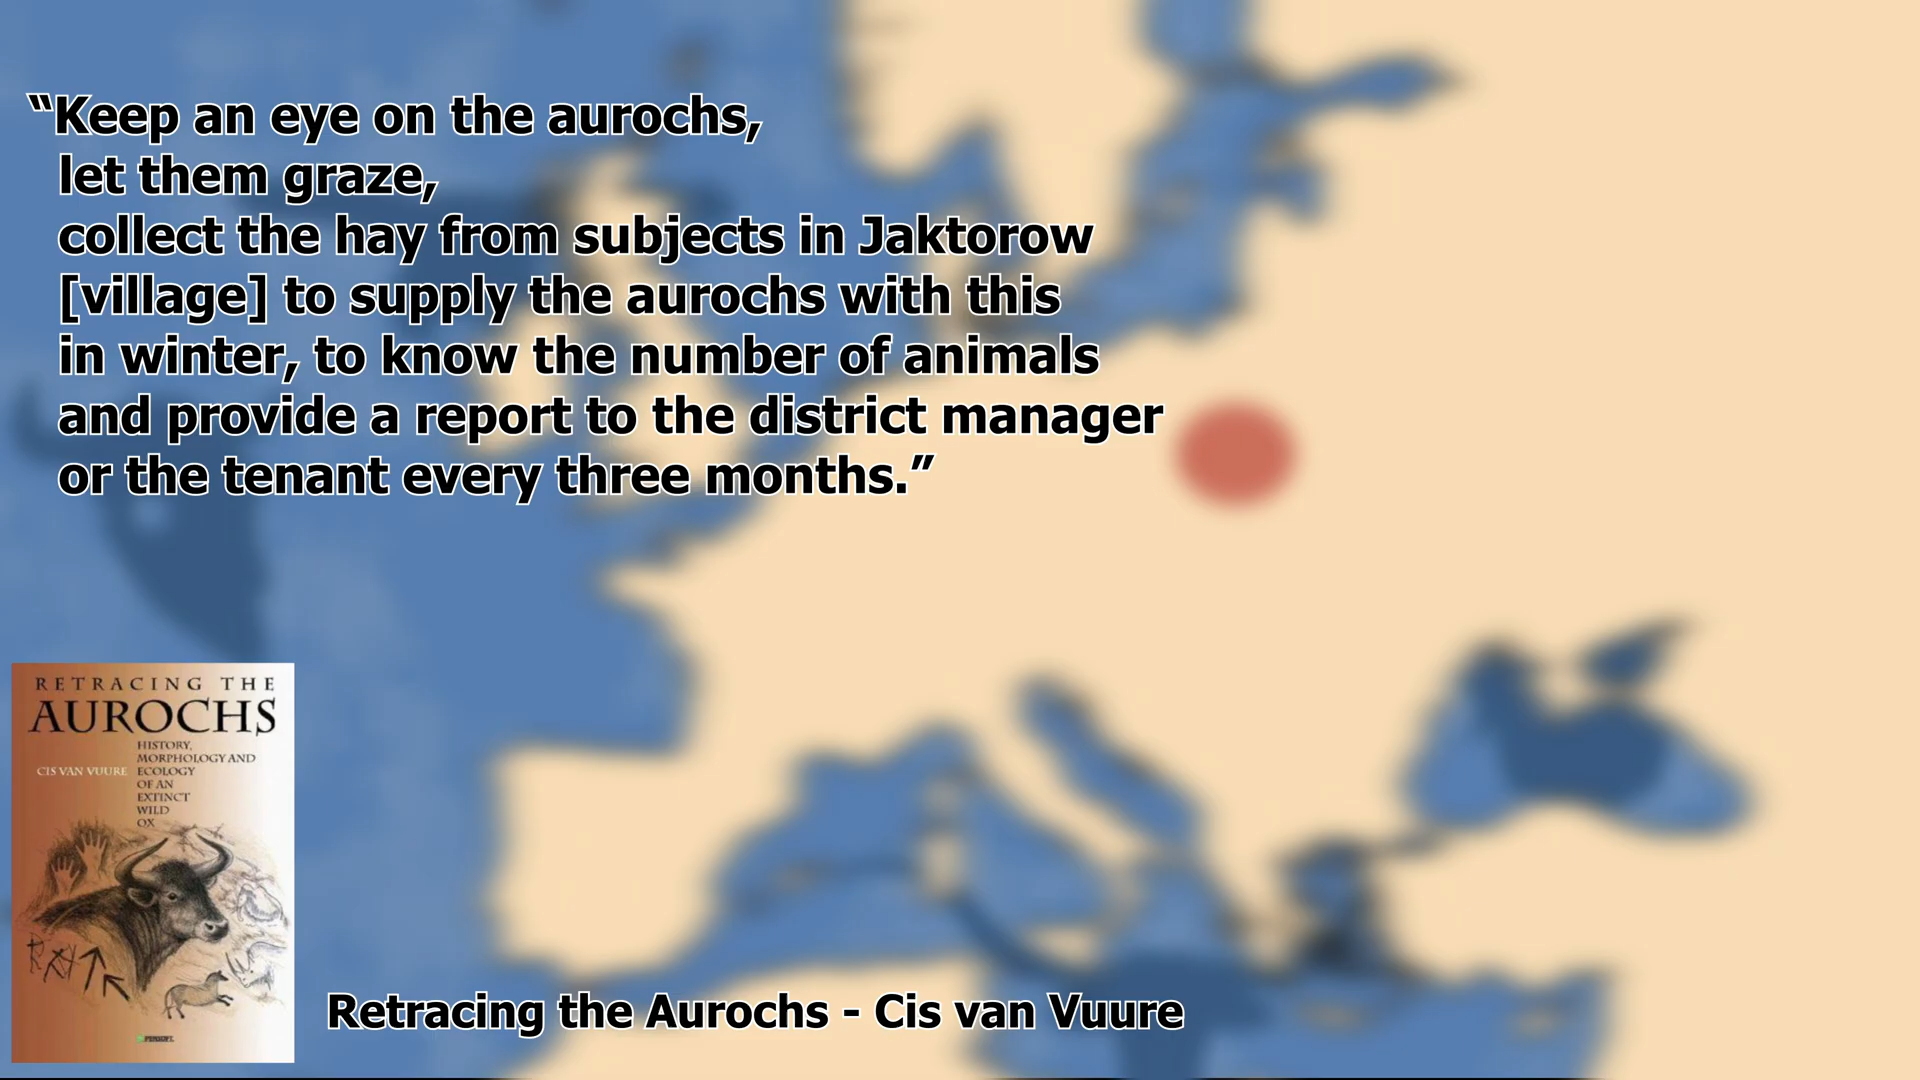 “Keep an eye on the aurochs,
let them graze,
collect the hay from subjects in Jaktorow
[village] to supply the aurochs with this
in winter, to know the number of animals
and provide a report to the district manager
or the tenant every three months.”
RETRACING THE
AUROCHS
HISTORY,
MORPHOLOGY AND
CIS VAN VUURE ECOLOGY
OF AN
EXTINCT
WILD
OX
Retracing the Aurochs - Cis van Vuure